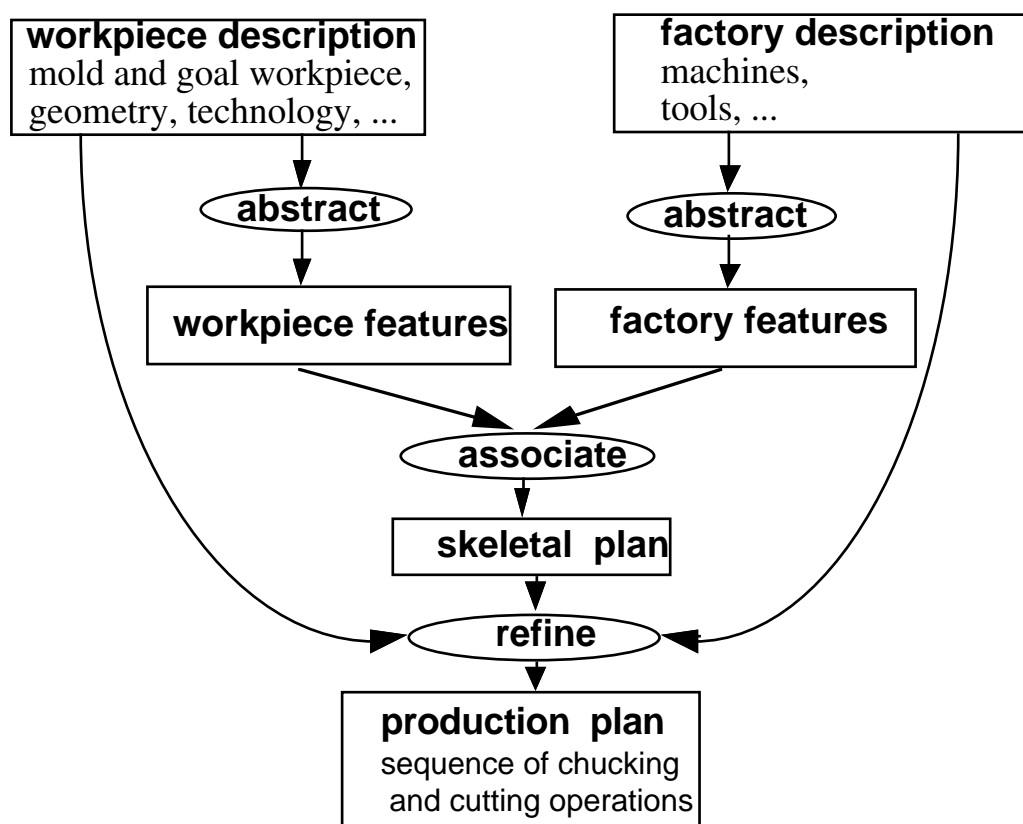 workpiece description
mold and goal workpiece,
geometry, technology, ...
factory description
machines,
tools, ...
abstract
abstract
workpiece features
factory features
associate
skeletal plan
refine
production plan
sequence of chucking
and cutting operations